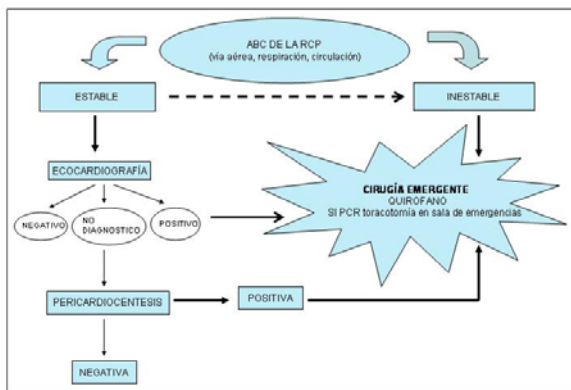 ABC DE LA RCP
(vía aérea, respiración, circulación)
ESTABLE
INESTABLE
ECOCARDIOGRAFÍA
CIRUGÍA EMERGENTE
QUIROFANO
SI PCR toracotomía en sala de emergencias
NEGATIVO
NO
DIAGNOSTICO
POSITIVO
PERICARDIOCENTESIS
POSITIVA
NEGATIVA